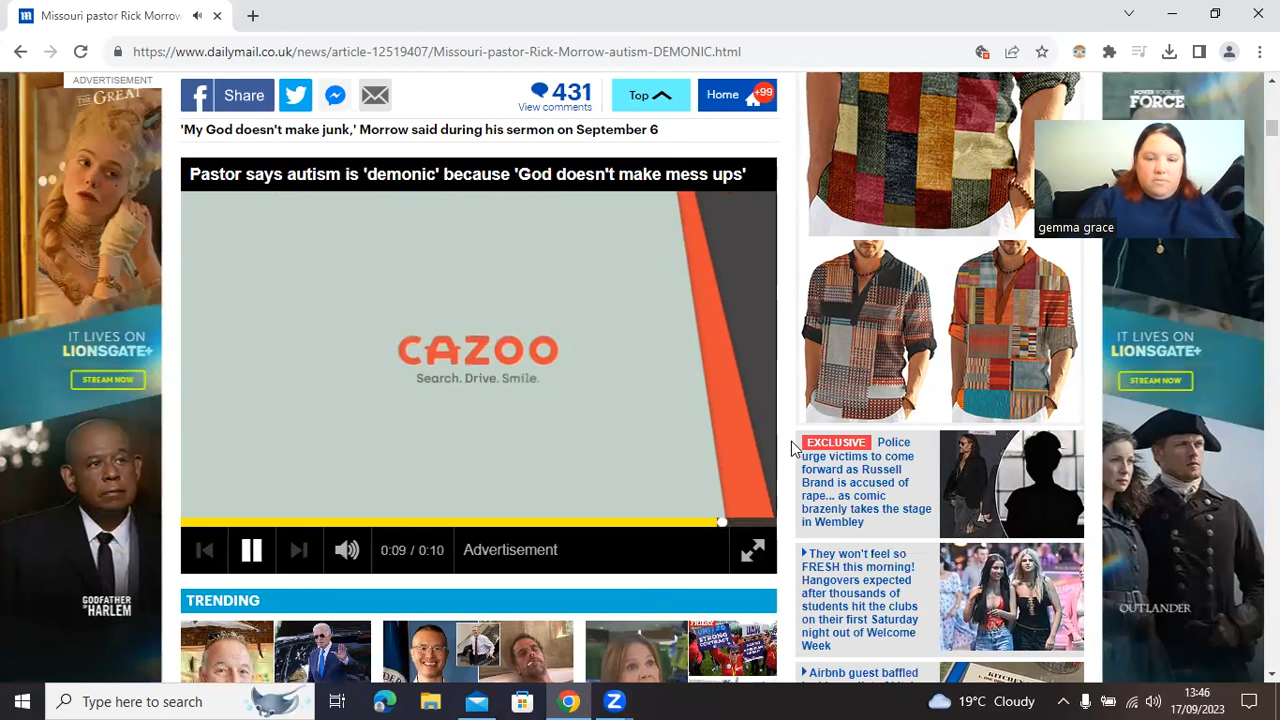 Missouri pastor Rick Morrow
https://www.dailymail.co.uk/news/article-12519407/Missouri-pastor-Rick-Morrow-autism-DEMONIC.html
ADVERTISEMENT
THE GREAT
IT LIVES ON
LIONSGATE+
STREAM NOW
GODFATHER
OF HARLEM
Share
431
View comments
Top
Home
+99
'My God doesn't make junk,' Morrow said during his sermon on September 6
Pastor says autism is 'demonic' because 'God doesn't make mess ups'
CAZOO
Search. Drive. Smile.
0:09 / 0:10
Advertisement
TRENDING
UNITED
STRONG
CONTRACT
gemma grace
EXCLUSIVE Police
urge victims to come
forward as Russell
Brand is accused of
rape... as comic
brazenly takes the stage
in Wembley
They won't feel so
FRESH this morning!
Hangovers expected
after thousands of
students hit the clubs
on their first Saturday
night out of Welcome
Week
Airbnb guest baffled
KITCHEN
FORCE
IT LIVES ON
LIONSGATE+
STREAM NOW
OUTLANDER
Type here to search
19°C Cloudy
13:46
17/09/2023